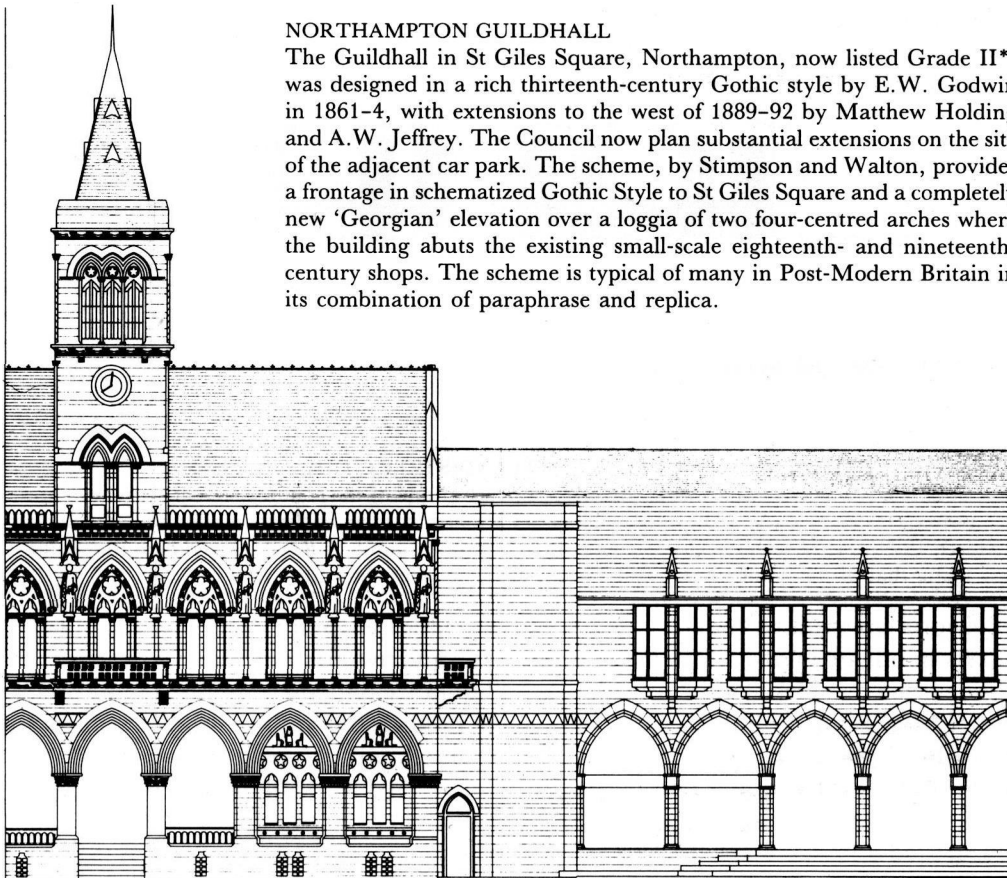 NORTHAMPTON GUILDHALL
The Guildhall in St Giles Square, Northampton, now listed Grade II*
was designed in a rich thirteenth-century Gothic style by E.W. Godwi
in 1861–4, with extensions to the west of 1889–92 by Matthew Holdin
and A.W. Jeffrey. The Council now plan substantial extensions on the sit
of the adjacent car park. The scheme, by Stimpson and Walton, provide
a frontage in schematized Gothic Style to St Giles Square and a completel
new ‘Georgian’ elevation over a loggia of two four-centred arches wher
the building abuts the existing small-scale eighteenth- and nineteenth
century shops. The scheme is typical of many in Post-Modern Britain i
its combination of paraphrase and replica.